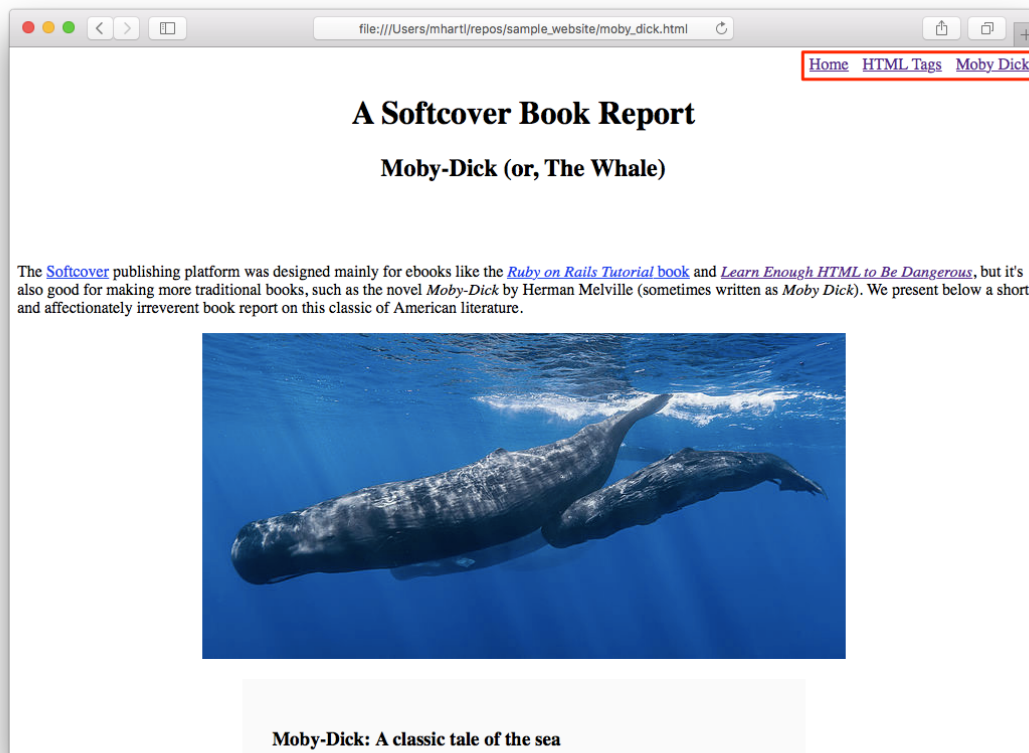 file:///Users/mhartl/repos/sample_website/moby_dick.html
Home HTML Tags Moby Dick
A Softcover Book Report
Moby-Dick (or, The Whale)
The Softcover publishing platform was designed mainly for ebooks like the Ruby on Rails Tutorial book and Learn Enough HTML to Be Dangerous, but it's
also good for making more traditional books, such as the novel Moby-Dick by Herman Melville (sometimes written as Moby Dick). We present below a short
and affectionately irreverent book report on this classic of American literature.
Moby-Dick: A classic tale of the sea